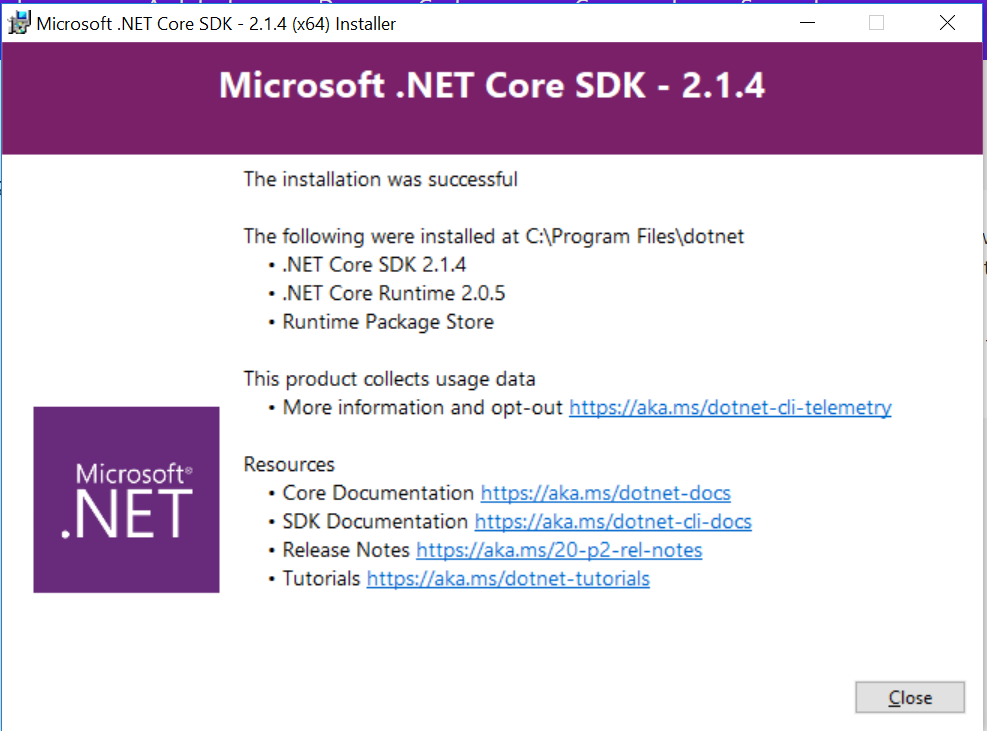 Microsoft .NET Core SDK - 2.1.4 (x64) Installer
Microsoft .NET Core SDK - 2.1.4
The installation was successful
The following were installed at C:\Program Files\dotnet
• .NET Core SDK 2.1.4
• .NET Core Runtime 2.0.5
• Runtime Package Store
This product collects usage data
• More information and opt-out https://aka.ms/dotnet-cli-telemetry
Resources
• Core Documentation https://aka.ms/dotnet-docs
• SDK Documentation https://aka.ms/dotnet-cli-docs
• Release Notes https://aka.ms/20-p2-rel-notes
• Tutorials https://aka.ms/dotnet-tutorials
Microsoft®
.NET
Close